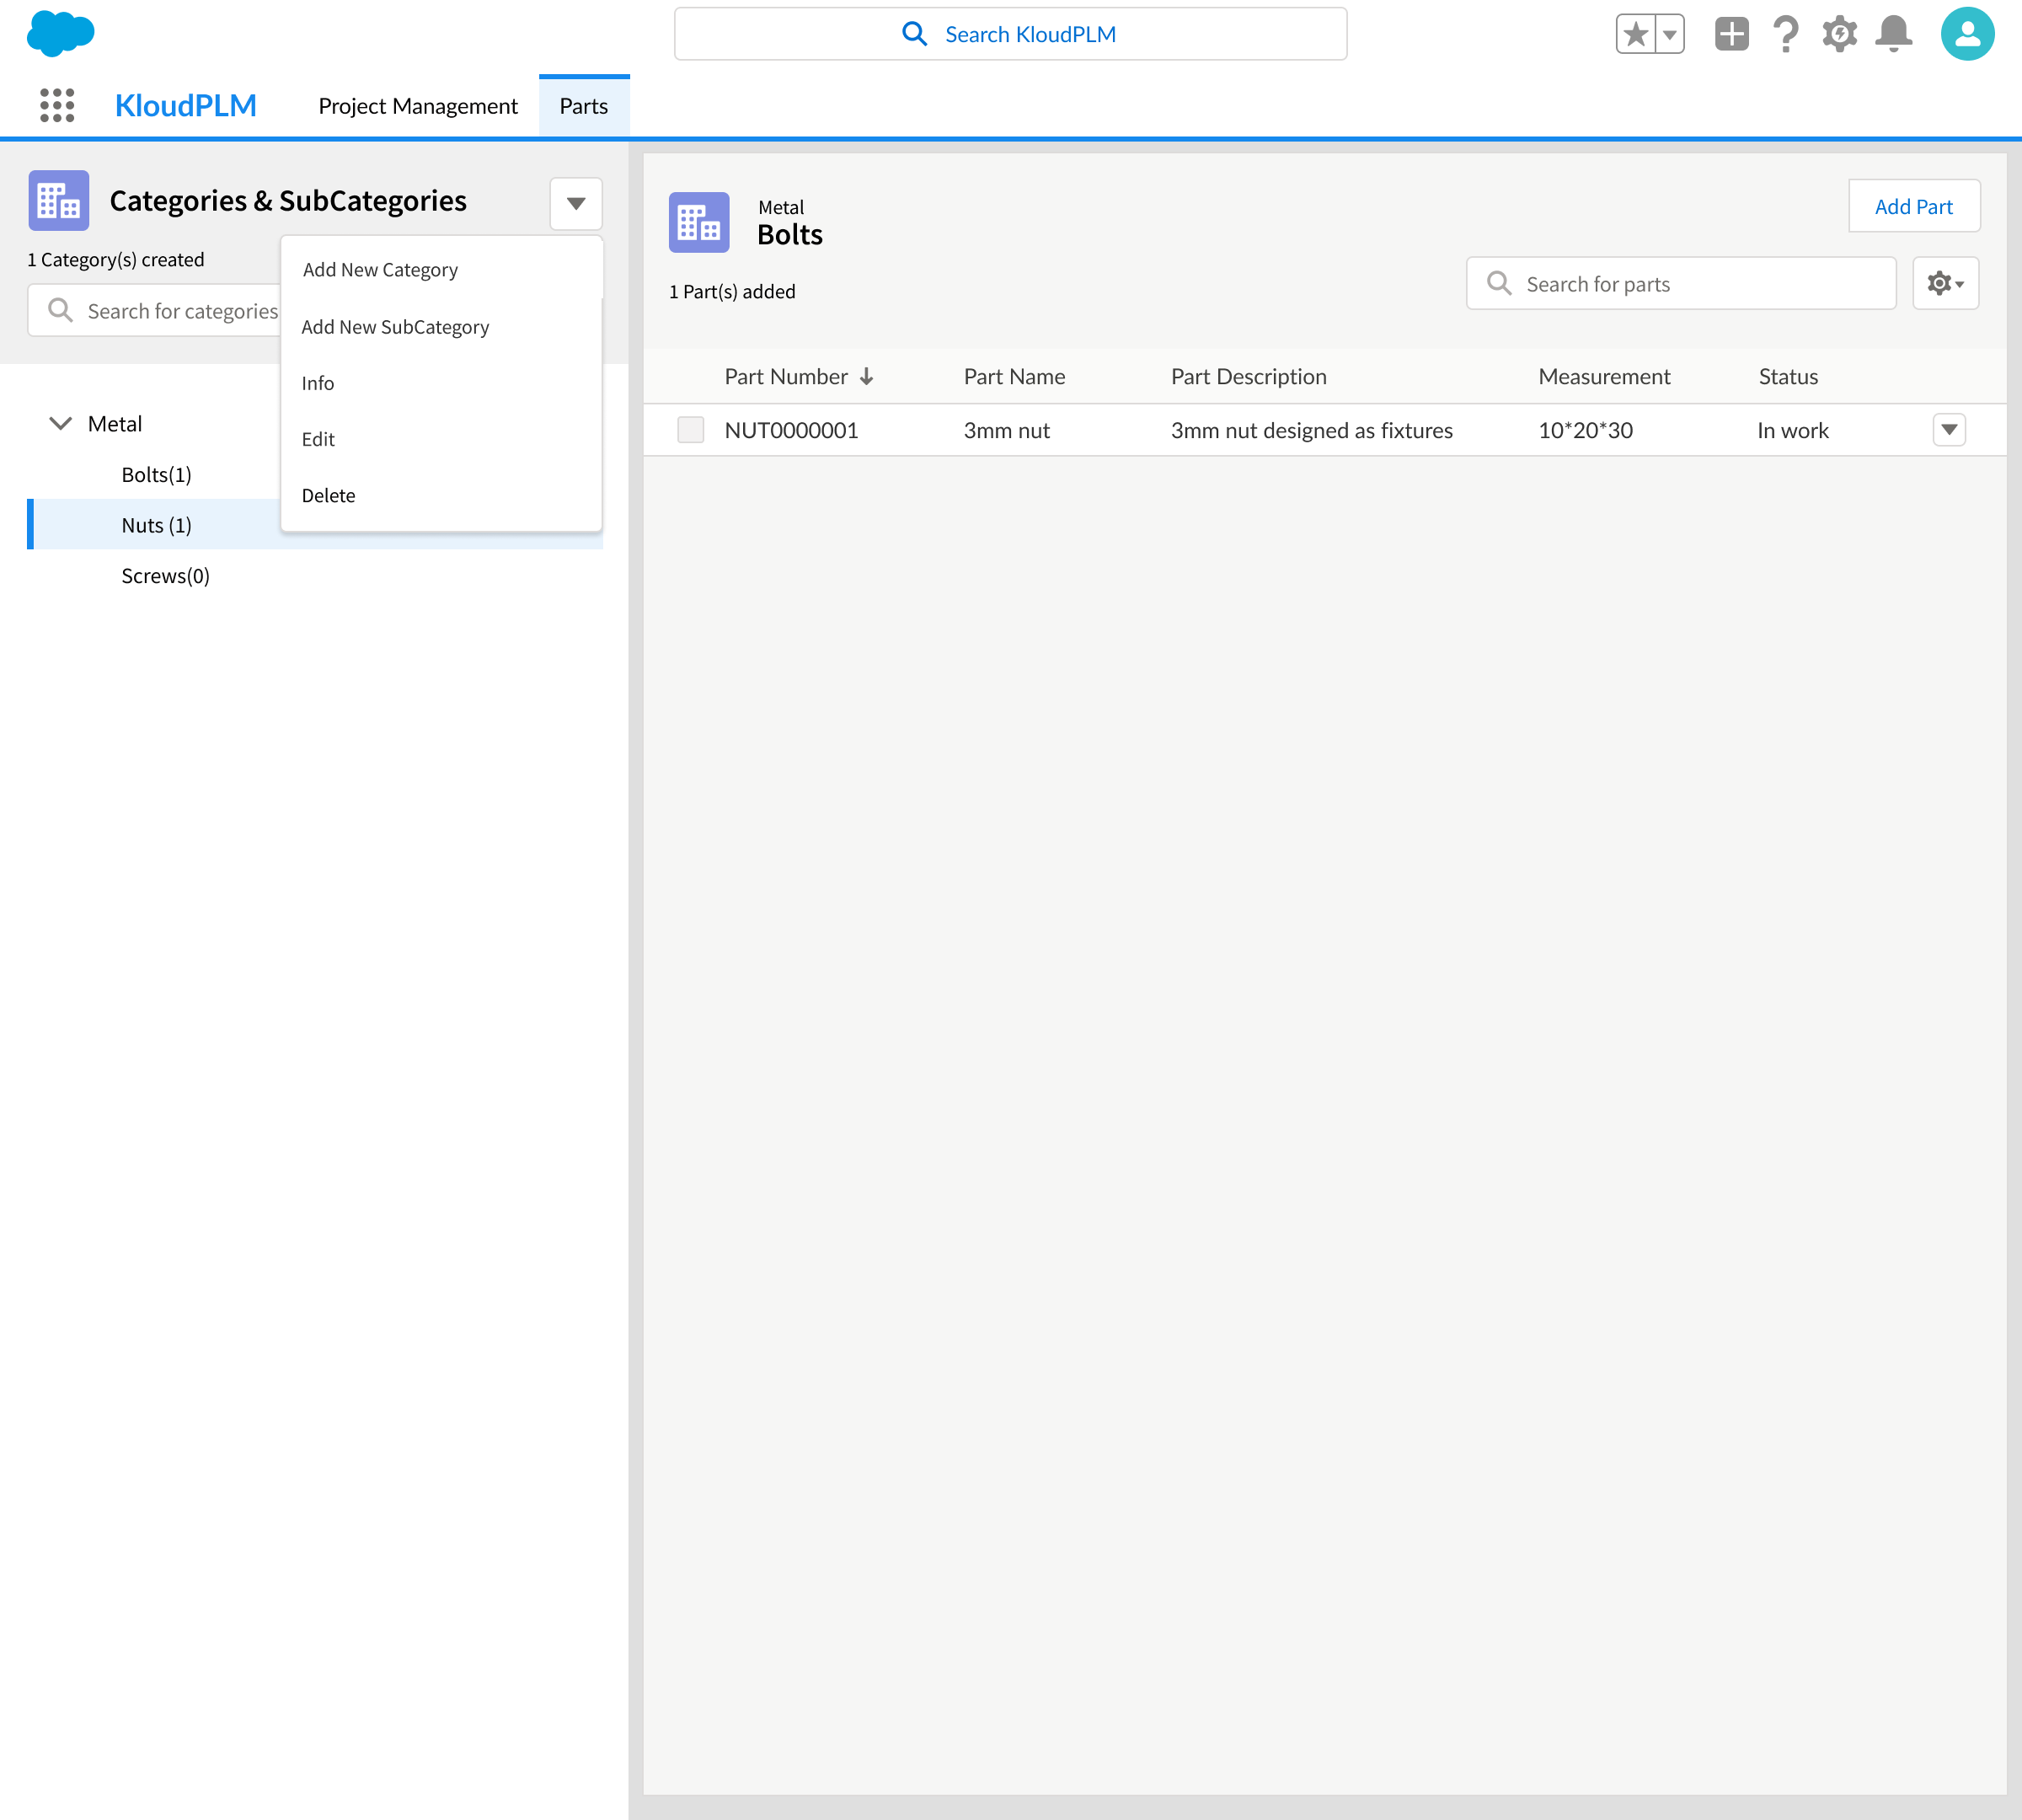 Search KloudPLM
KloudPLM
Project Management
Parts
Categories & SubCategories
1 Category(s) created
Search for categories
Add New Category
Add New SubCategory
Info
Edit
Delete
Metal
Bolts(1)
Nuts (1)
Screws(0)
Metal
Bolts
Add Part
1 Part(s) added
Search for parts
Part Number Part Name Part Description Measurement Status
NUT0000001 3mm nut 3mm nut designed as fixtures 10*20*30 In work